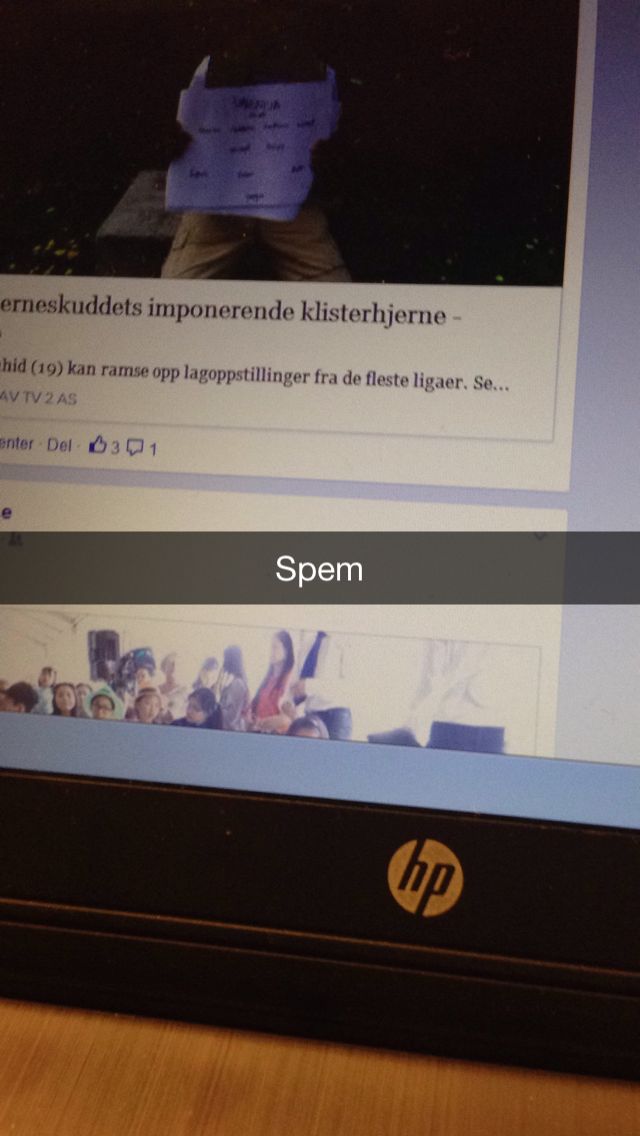 erneskuddets imponerende klisterhjerne -
hid (19) kan ramse opp lagoppstillinger fra de fleste ligaer. Se...
AV TV 2 AS
enter · Del · 3 1
e
Spem
hp